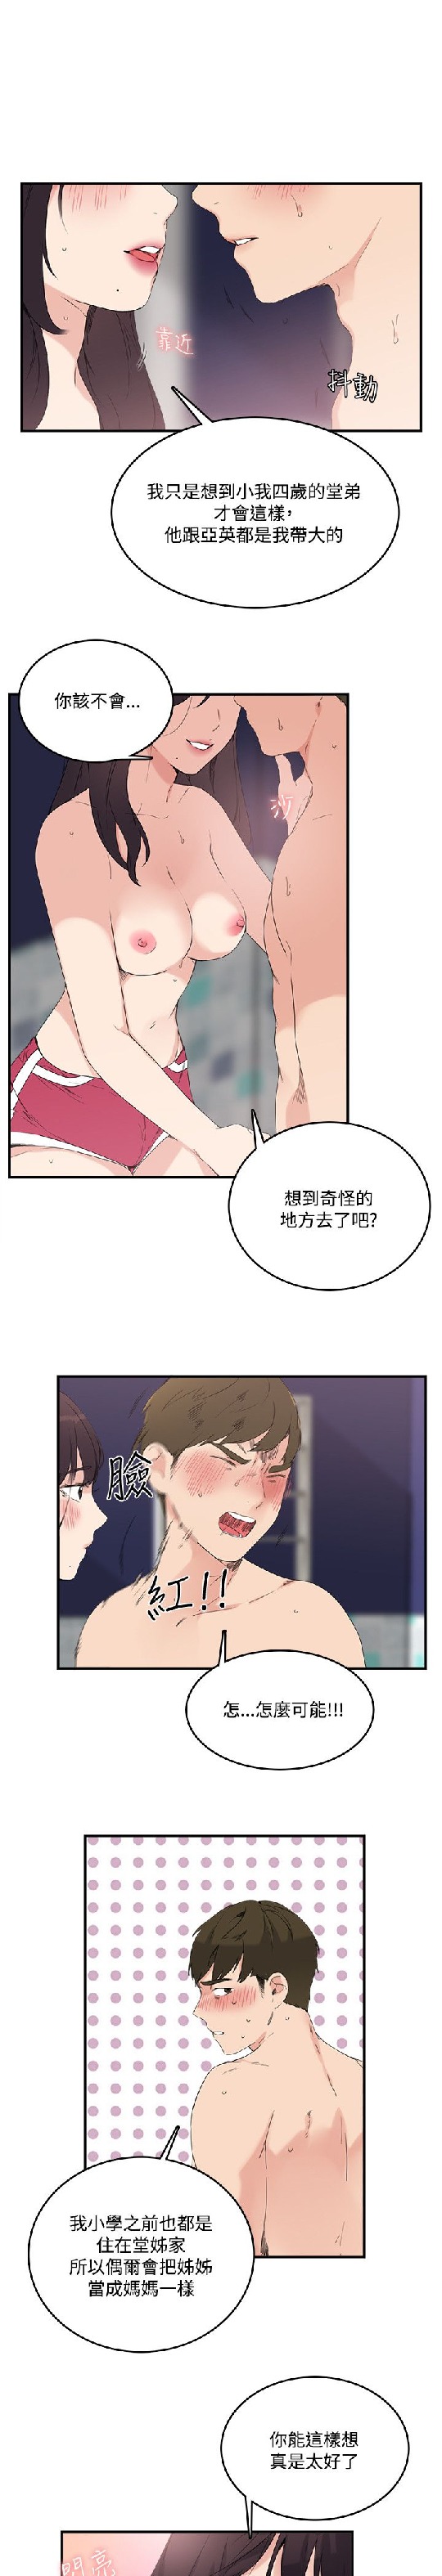 靠近
抖動
我只是想到小我四歲的堂弟
才會這樣，
他跟亞英都是我帶大的
你該不會...
沙
想到奇怪的
地方去了吧?
臉
紅!!
怎...怎麼可能!!!
我小學之前也都是
住在堂姊家
所以偶爾會把姊姊
當成媽媽一樣
你能這樣想
真是太好了
閃亮